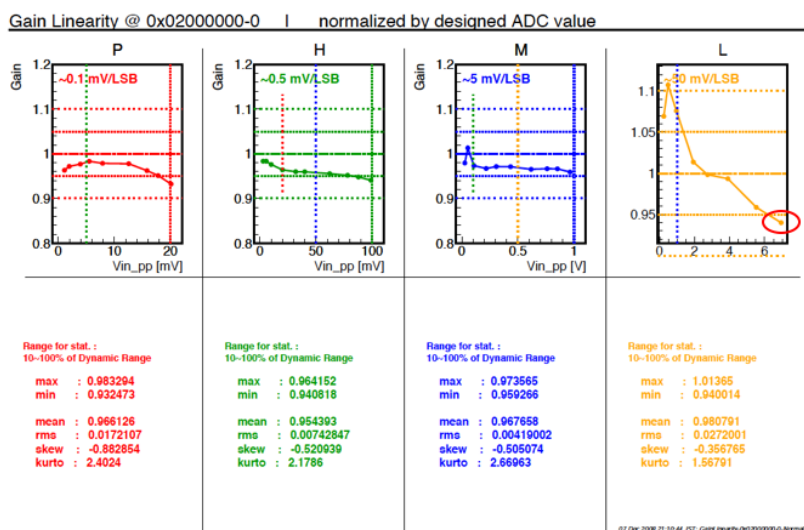 Gain Linearity @ 0x02000000-0 | normalized by designed ADC value
P
Gain
~0.1 mV/LSB
1.2
1.1
1
0.9
0.8
0 10 20
Vin_pp [mV]
H
Gain
~0.5 mV/LSB
1.2
1.1
1
0.9
0.8
0 50 100
Vin_pp [mV]
M
Gain
~5 mV/LSB
1.2
1.1
1
0.9
0.8
0 0.5 1
Vin_pp [V]
L
mV/LSB
1.1
1.05
1
0.95
0 2 4 6
Range for stat. :
10~100% of Dynamic Range
max : 0.983294
min : 0.932473
mean : 0.966126
rms : 0.0172107
skew : -0.882854
kurto : 2.4024
Range for stat. :
10~100% of Dynamic Range
max : 0.964152
min : 0.940818
mean : 0.954393
rms : 0.00742847
skew : -0.520939
kurto : 2.1786
Range for stat. :
10~100% of Dynamic Range
max : 0.973565
min : 0.959266
mean : 0.967658
rms : 0.00419002
skew : -0.505074
kurto : 2.66963
Range for stat. :
10~100% of Dynamic Range
max : 1.01365
min : 0.940014
mean : 0.980791
rms : 0.0272001
skew : -0.356765
kurto : 1.56791